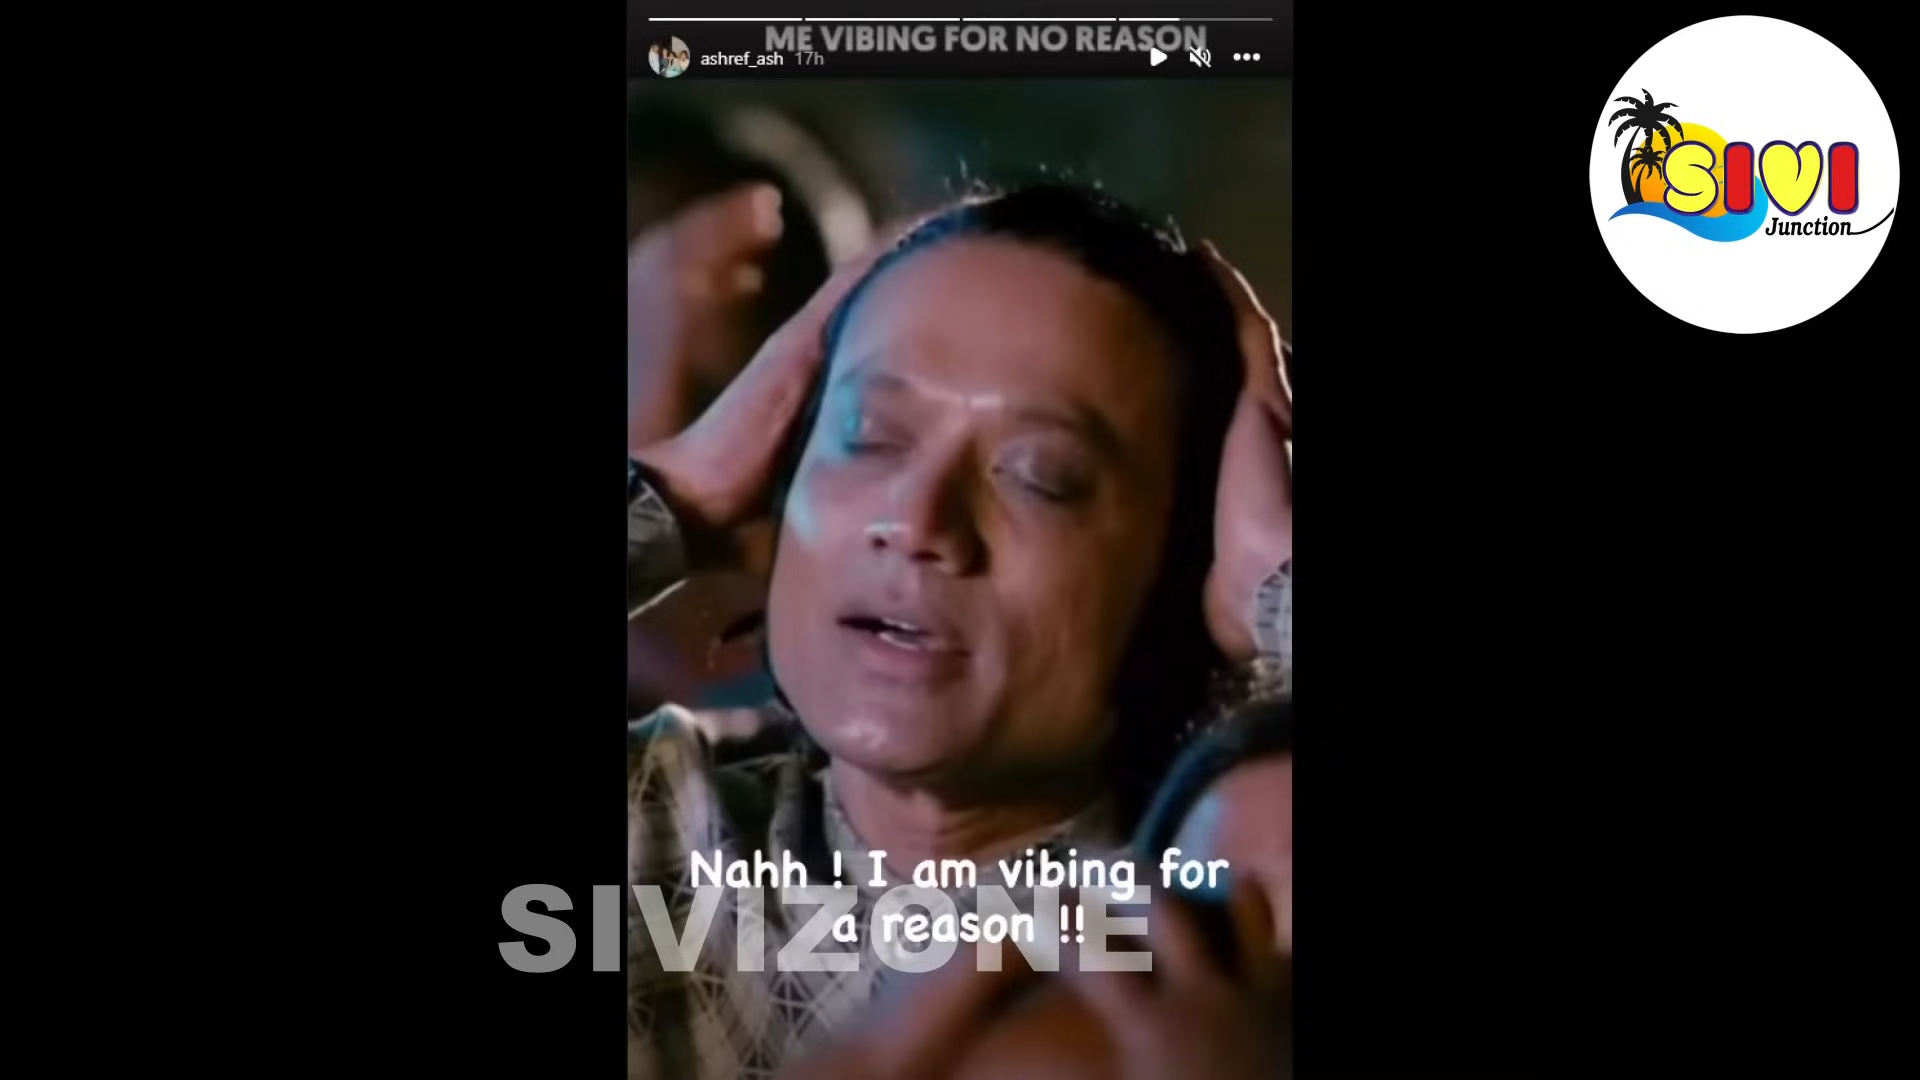 ME VIBING FOR NO REASON
ashref_ash 17h
SIVI
Junction
Nahh ! I am vibing for
a reason !!
SIVIZONE